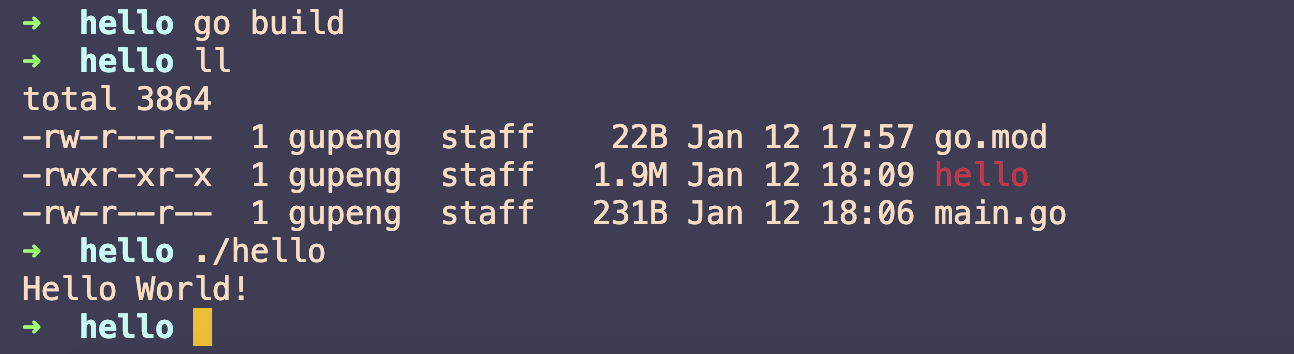 ➜  hello go build
➜  hello ll
total 3864
-rw-r--r--  1 gupeng  staff    22B Jan 12 17:57 go.mod
-rwxr-xr-x  1 gupeng  staff   1.9M Jan 12 18:09 hello
-rw-r--r--  1 gupeng  staff   231B Jan 12 18:06 main.go
➜  hello ./hello
Hello World!
➜  hello